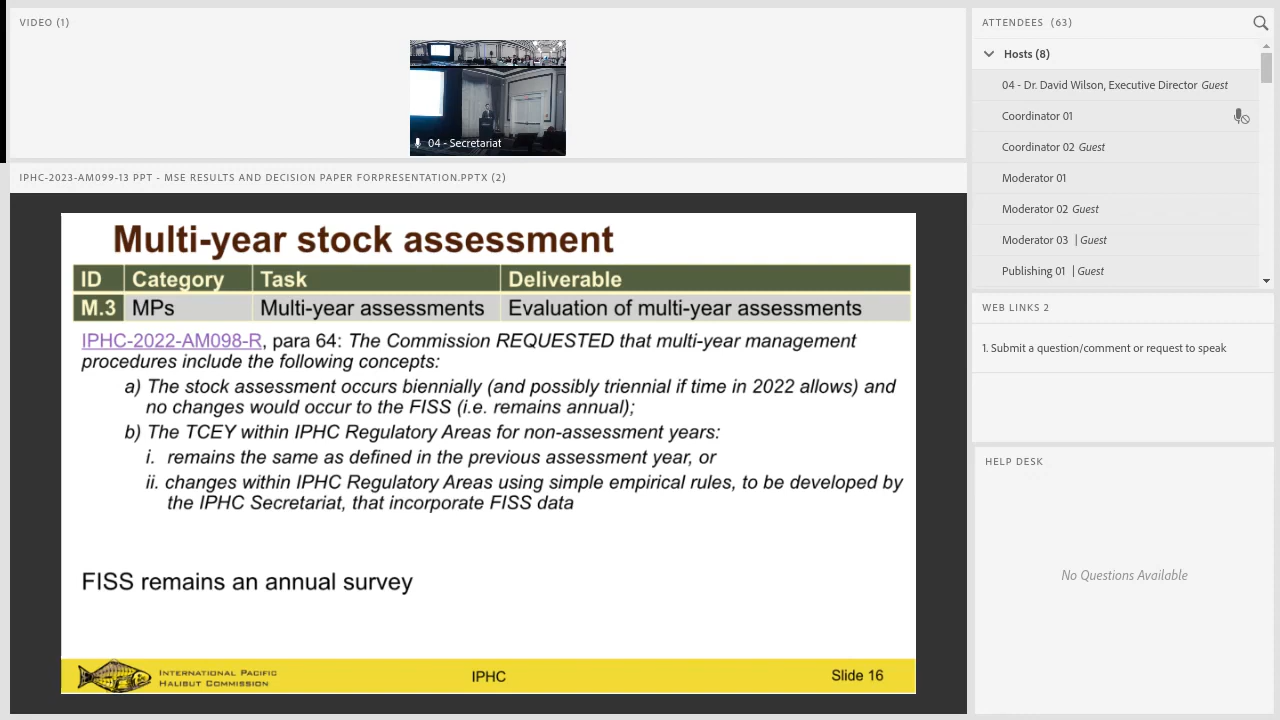 VIDEO (1)
04 - Secretariat
IPHC-2023-AM099-13 PPT - MSE RESULTS AND DECISION PAPER FORPRESENTATION.PPTX (2)
Multi-year stock assessment
ID Category Task Deliverable
M.3 MPs Multi-year assessments Evaluation of multi-year assessments
IPHC-2022-AM098-R, para 64: The Commission REQUESTED that multi-year management
procedures include the following concepts:
a) The stock assessment occurs biennially (and possibly triennial if time in 2022 allows) and
no changes would occur to the FISS (i.e. remains annual);
b) The TCEY within IPHC Regulatory Areas for non-assessment years:
i. remains the same as defined in the previous assessment year, or
ii. changes within IPHC Regulatory Areas using simple empirical rules, to be developed by
the IPHC Secretariat, that incorporate FISS data
FISS remains an annual survey
INTERNATIONAL PACIFIC
HALIBUT COMMISSION
IPHC
Slide 16
ATTENDEES (63)
Hosts (8)
04 - Dr. David Wilson, Executive Director Guest
Coordinator 01
Coordinator 02 Guest
Moderator 01
Moderator 02 Guest
Moderator 03 | Guest
Publishing 01 | Guest
WEB LINKS 2
1. Submit a question/comment or request to speak
HELP DESK
No Questions Available